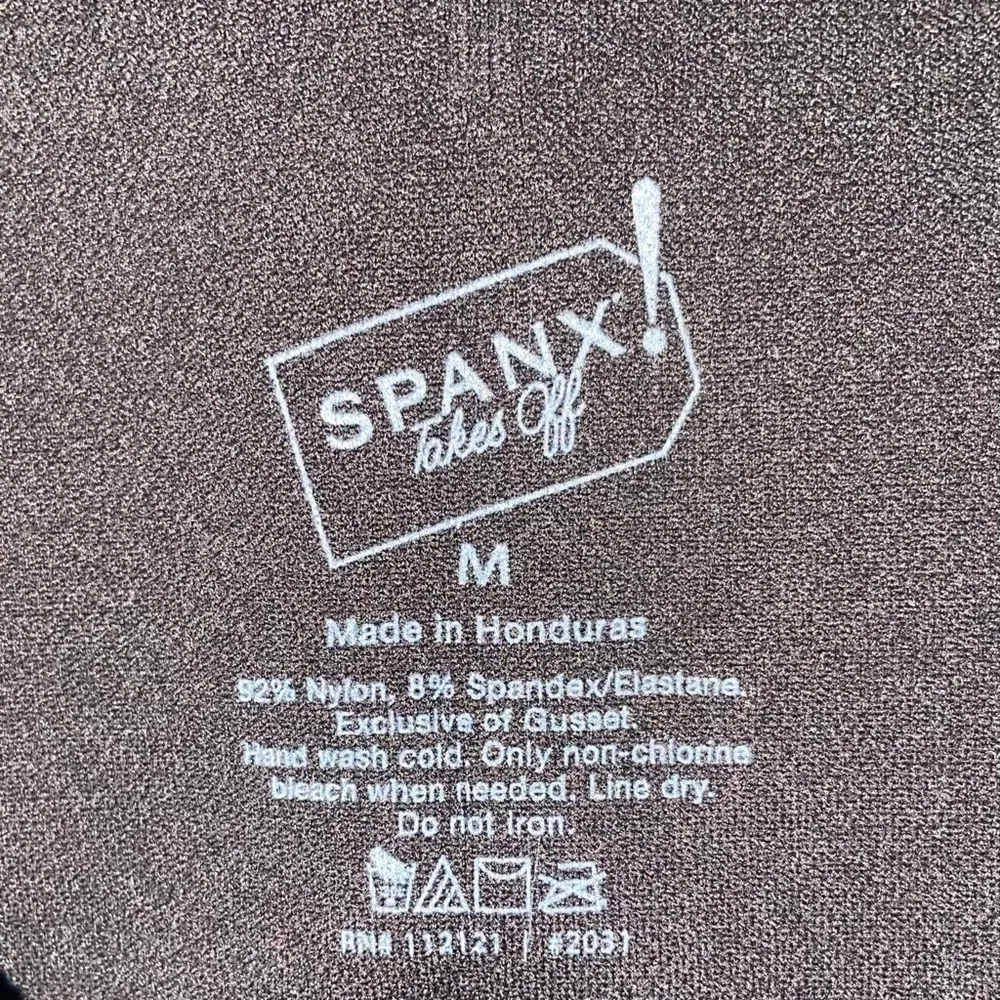 SPANX!
Takes Off
M
Made in Honduras
92% Nylon, 8% Spandex/Elastane.
Exclusive of Gusset.
Hand wash cold. Only non-chlorine
bleach when needed. Line dry.
Do not iron.
RN# 112121 | #2031